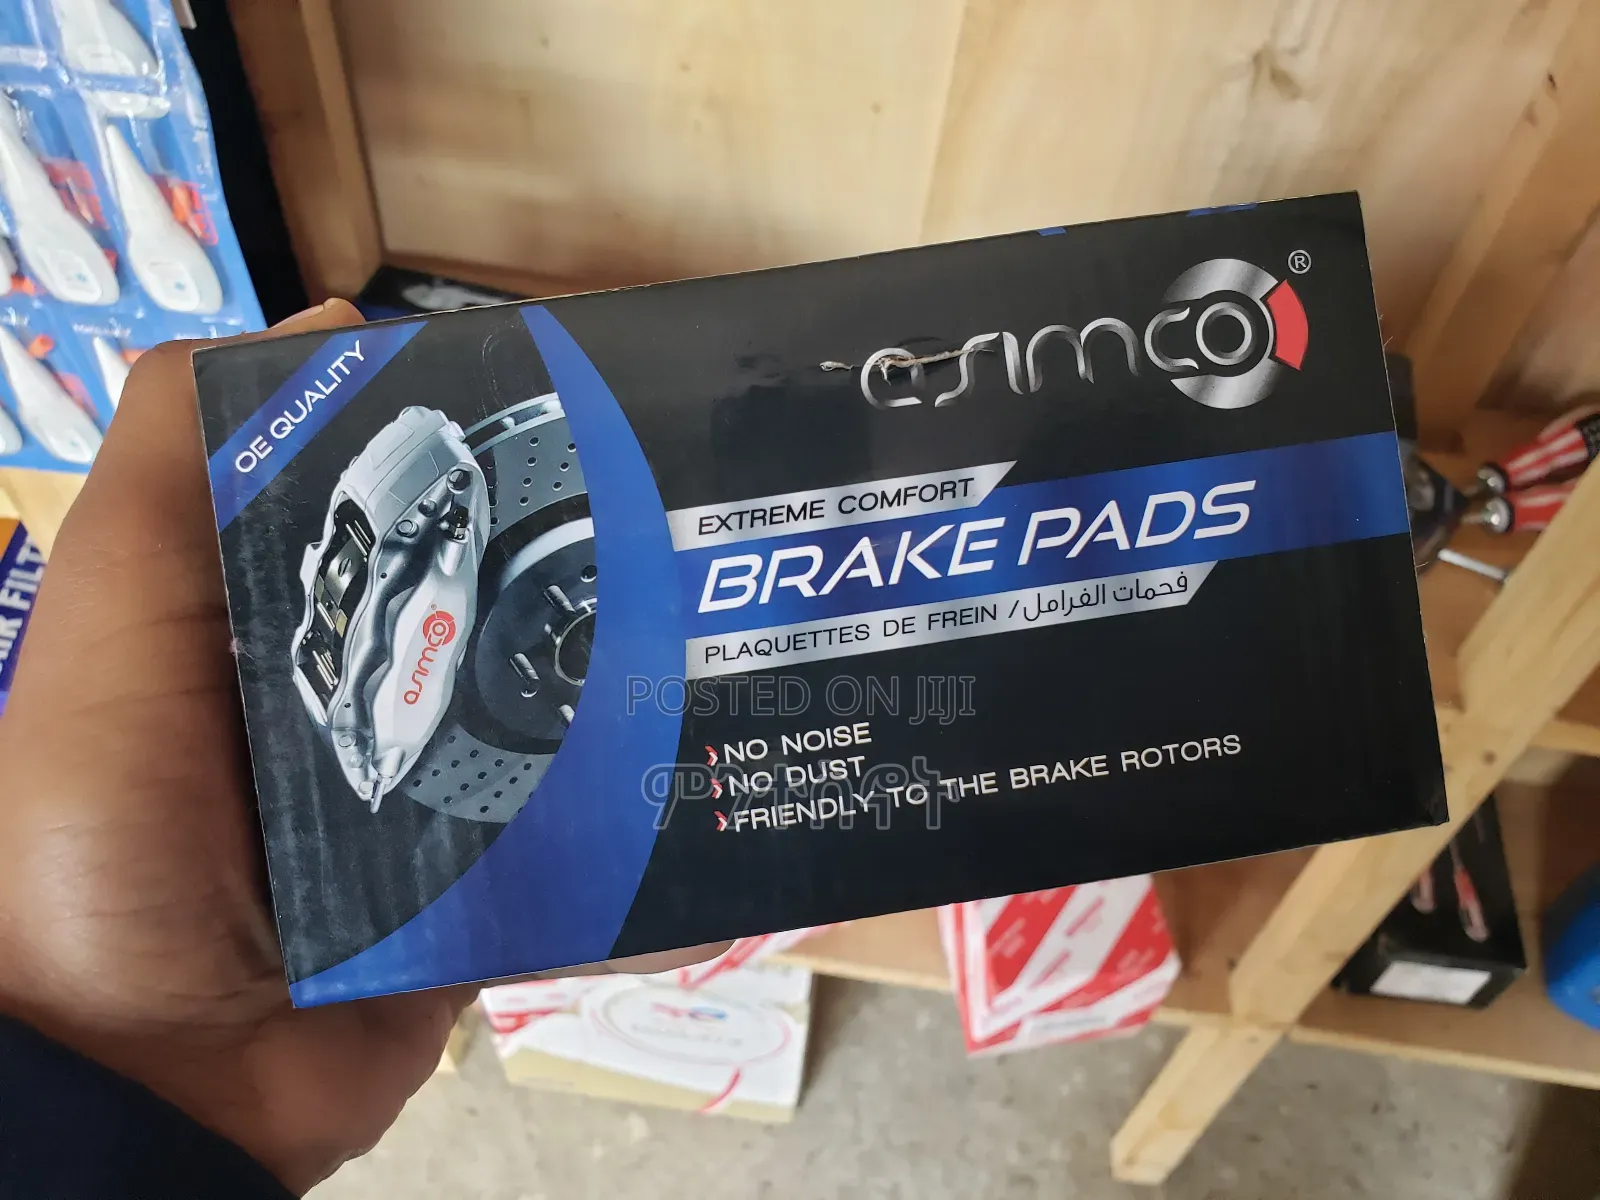 OE QUALITY
asimco
®
EXTREME COMFORT
BRAKE PADS
PLAQUETTES DE FREIN / فحمات الفرامل
asimco
POSTED ON JIJI
NO NOISE
NO DUST
FRIENDLY TO THE BRAKE ROTORS